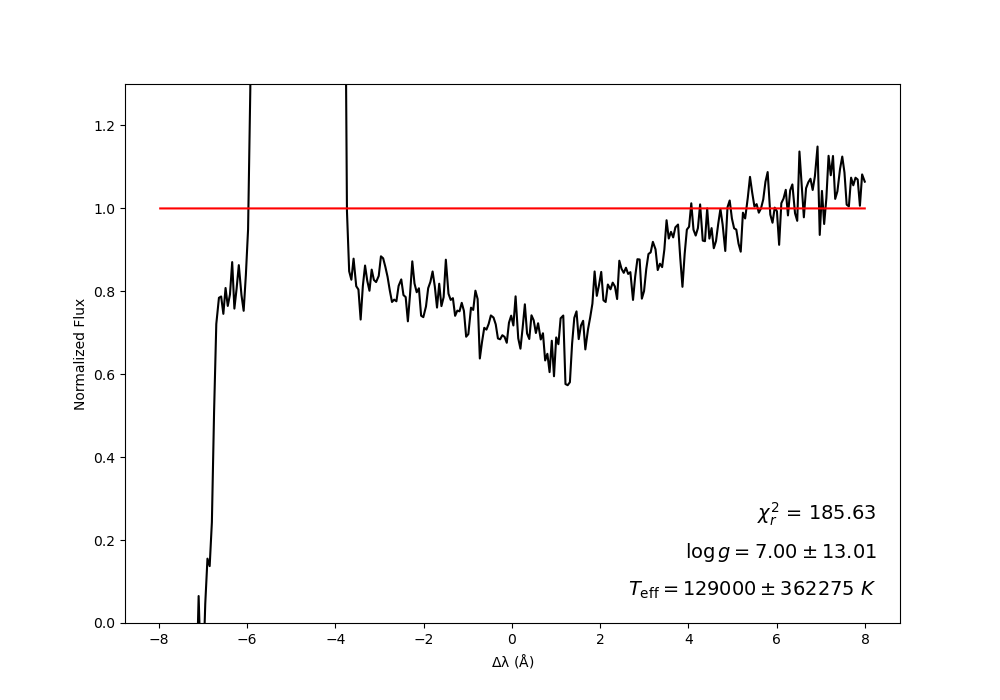 1.2
1.0
0.8
0.6
0.4
0.2
0.0
Normalized Flux
χ²ᵣ = 185.63
log g = 7.00 ± 13.01
T_eff = 129000 ± 362275 K
−8 −6 −4 −2 0 2 4 6 8
Δλ (Å)